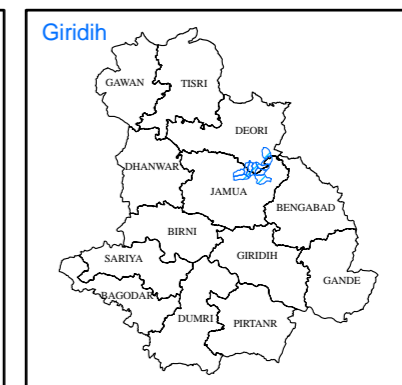 Giridih
GAWAN
TISRI
DEORI
DHANWAR
JAMUA
BENGABAD
BIRNI
SARIYA
GIRIDIH
GANDE
BAGODAR
DUMRI
PIRTANR